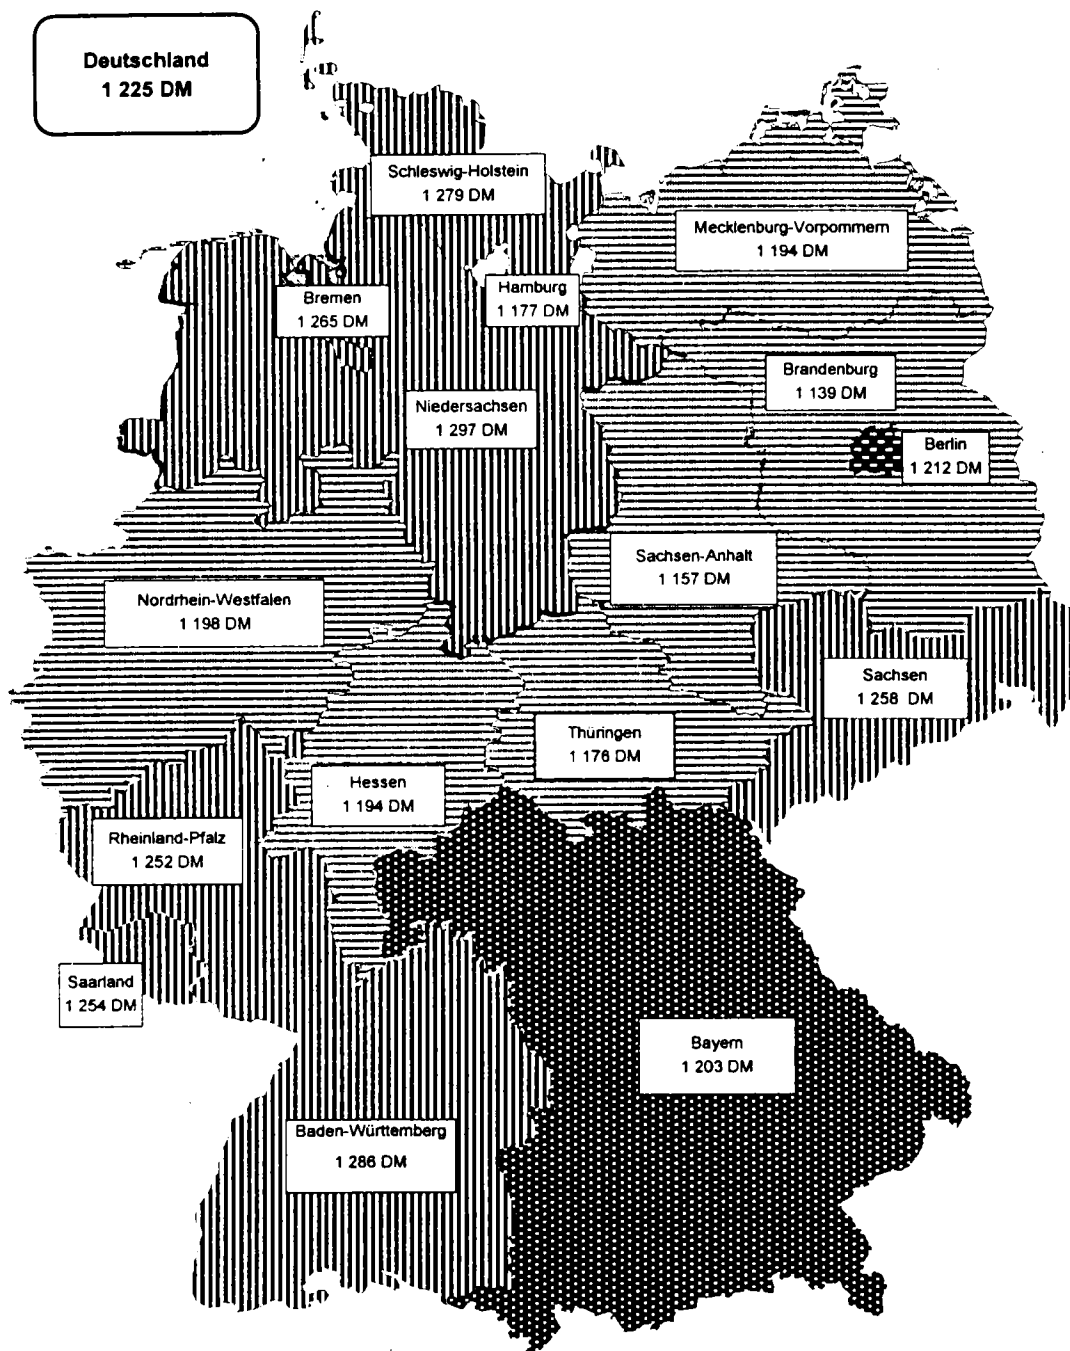 Deutschland
1 225 DM
Schleswig-Holstein
1 279 DM
Mecklenburg-Vorpommern
1 194 DM
Hamburg
1 177 DM
Bremen
1 265 DM
Brandenburg
1 139 DM
Niedersachsen
1 297 DM
Berlin
1 212 DM
Sachsen-Anhalt
1 157 DM
Nordrhein-Westfalen
1 198 DM
Sachsen
1 258 DM
Thüringen
1 176 DM
Hessen
1 194 DM
Rheinland-Pfalz
1 252 DM
Saarland
1 254 DM
Bayern
1 203 DM
Baden-Württemberg
1 286 DM